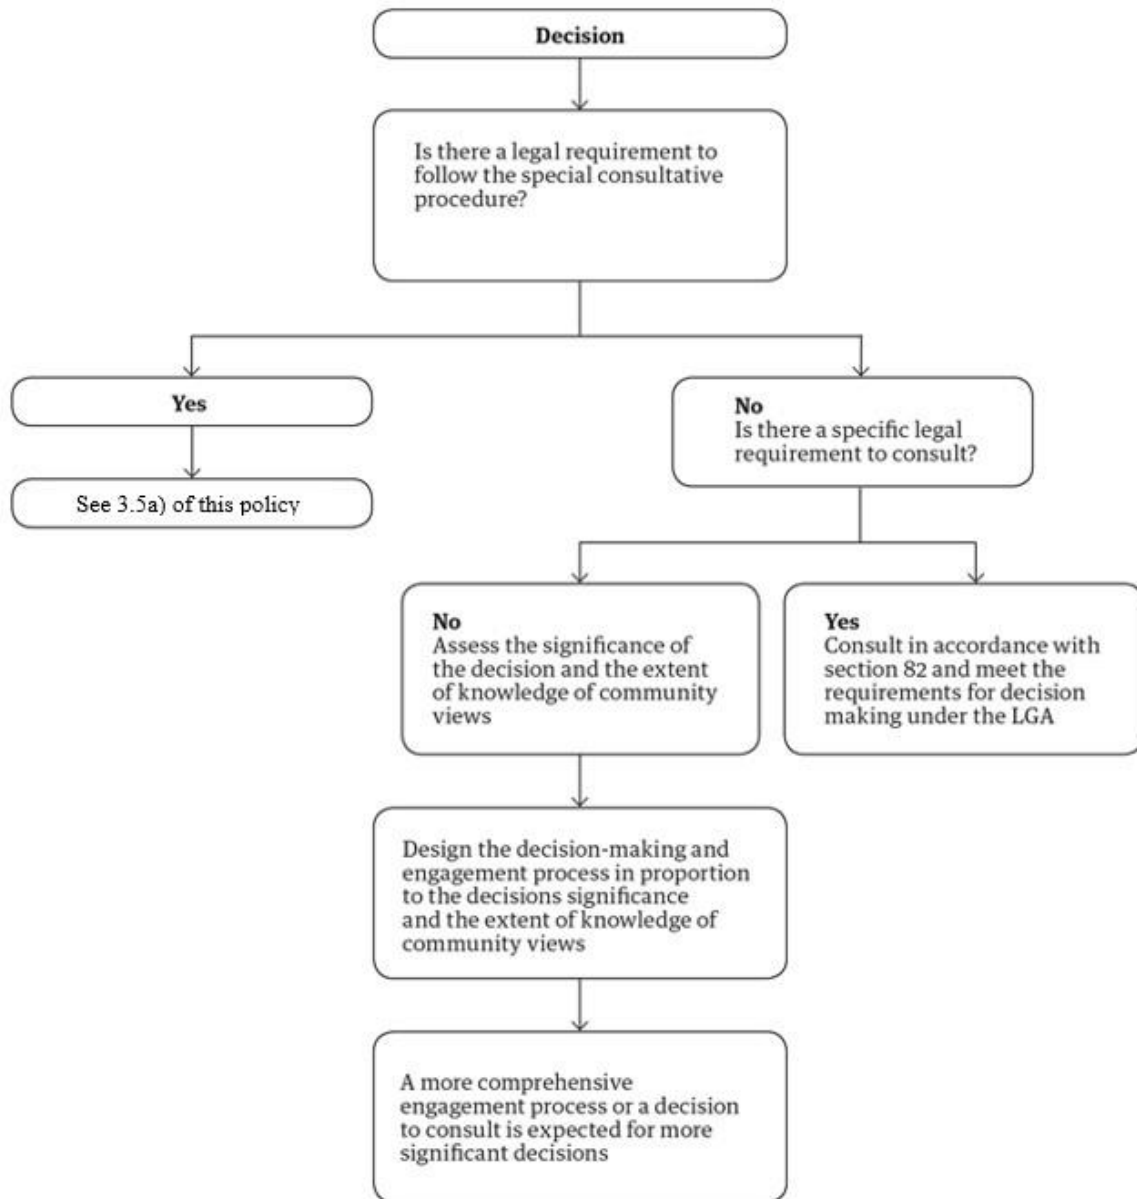 Decision
Is there a legal requirement to
follow the special consultative
procedure?
Yes
See 3.5a) of this policy
No
Is there a specific legal
requirement to consult?
No
Assess the significance of
the decision and the extent
of knowledge of community
views
Yes
Consult in accordance with
section 82 and meet the
requirements for decision
making under the LGA
Design the decision-making and
engagement process in proportion
to the decisions significance
and the extent of knowledge of
community views
A more comprehensive
engagement process or a decision
to consult is expected for more
significant decisions